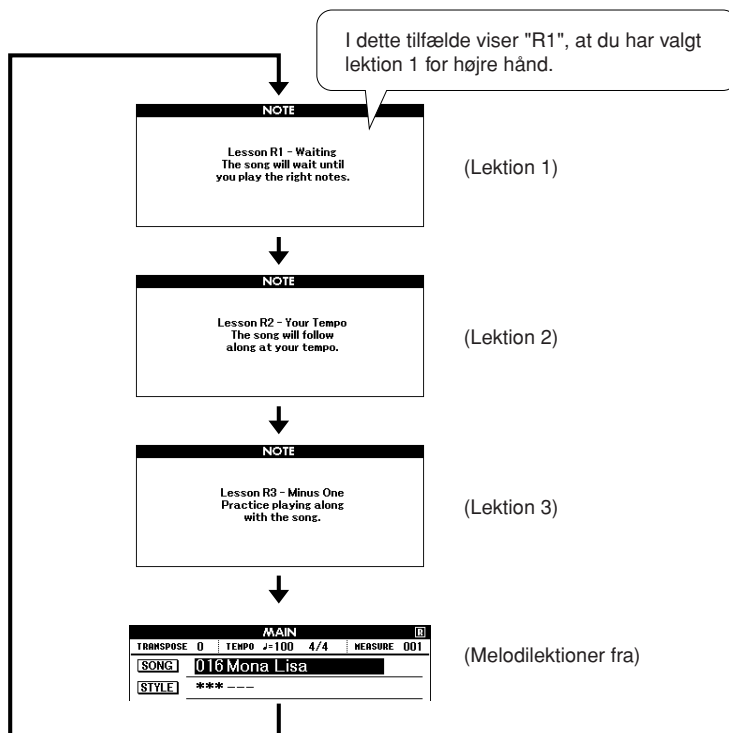 I dette tilfælde viser "R1", at du har valgt
lektion 1 for højre hånd.
NOTE
Lesson R1 - Waiting
The song will wait until
you play the right notes.
(Lektion 1)
NOTE
Lesson R2 - Your Tempo
The song will follow
along at your tempo.
(Lektion 2)
NOTE
Lesson R3 - Minus One
Practice playing along
with the song.
(Lektion 3)
MAIN R
TRANSPOSE 0 TEMPO ♩=100 4/4 MEASURE 001
SONG 016 Mona Lisa
STYLE *** ---
(Melodilektioner fra)